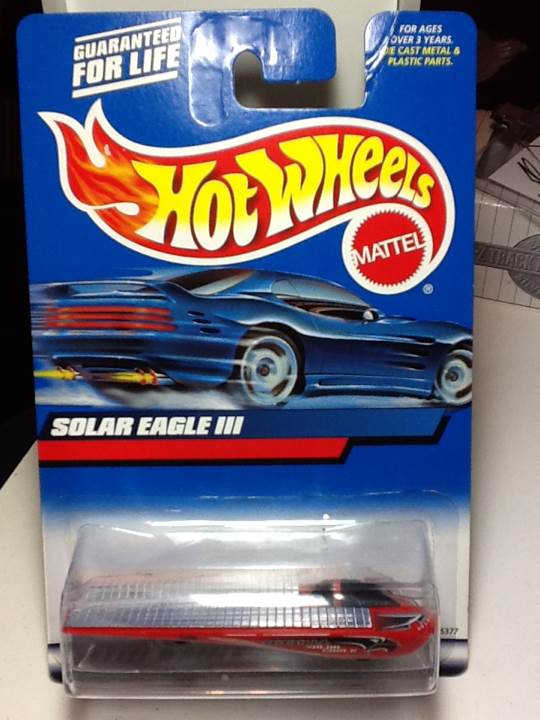 GUARANTEED
FOR LIFE
FOR AGES
OVER 3 YEARS.
DIE CAST METAL &
PLASTIC PARTS.
HOT WHEELS
MATTEL
®
SOLAR EAGLE III